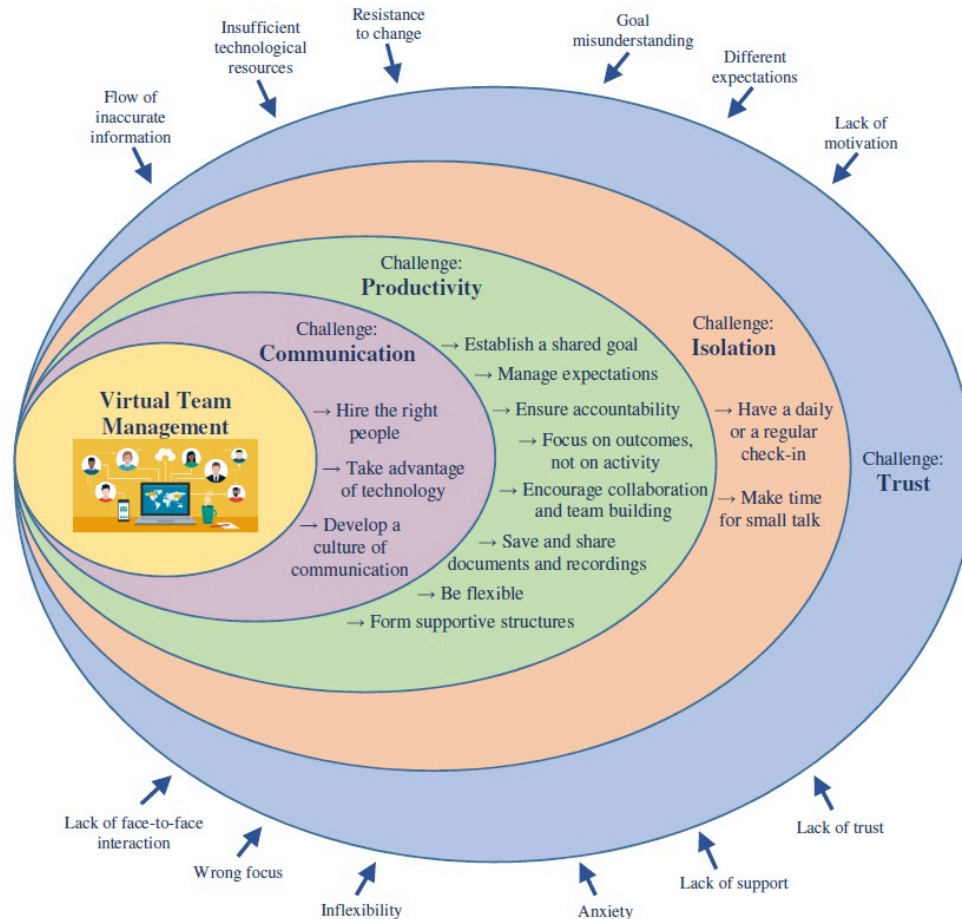 Resistance
to change
Goal
misunderstanding
Insufficient
technological
resources
Different
expectations
Flow of
inaccurate
information
Lack of
motivation
Challenge:
Productivity
Challenge:
Communication
Challenge:
Isolation
Virtual Team
Management
→ Hire the right
people
→ Take advantage
of technology
→ Develop a
culture of
communication
→ Establish a shared goal
→ Manage expectations
→ Ensure accountability
→ Focus on outcomes,
not on activity
→ Encourage collaboration
and team building
→ Save and share
documents and recordings
→ Be flexible
→ Form supportive structures
→ Have a daily
or a regular
check-in
→ Make time
for small talk
Challenge:
Trust
Lack of face-to-face
interaction
Wrong focus
Inflexibility
Anxiety
Lack of support
Lack of trust